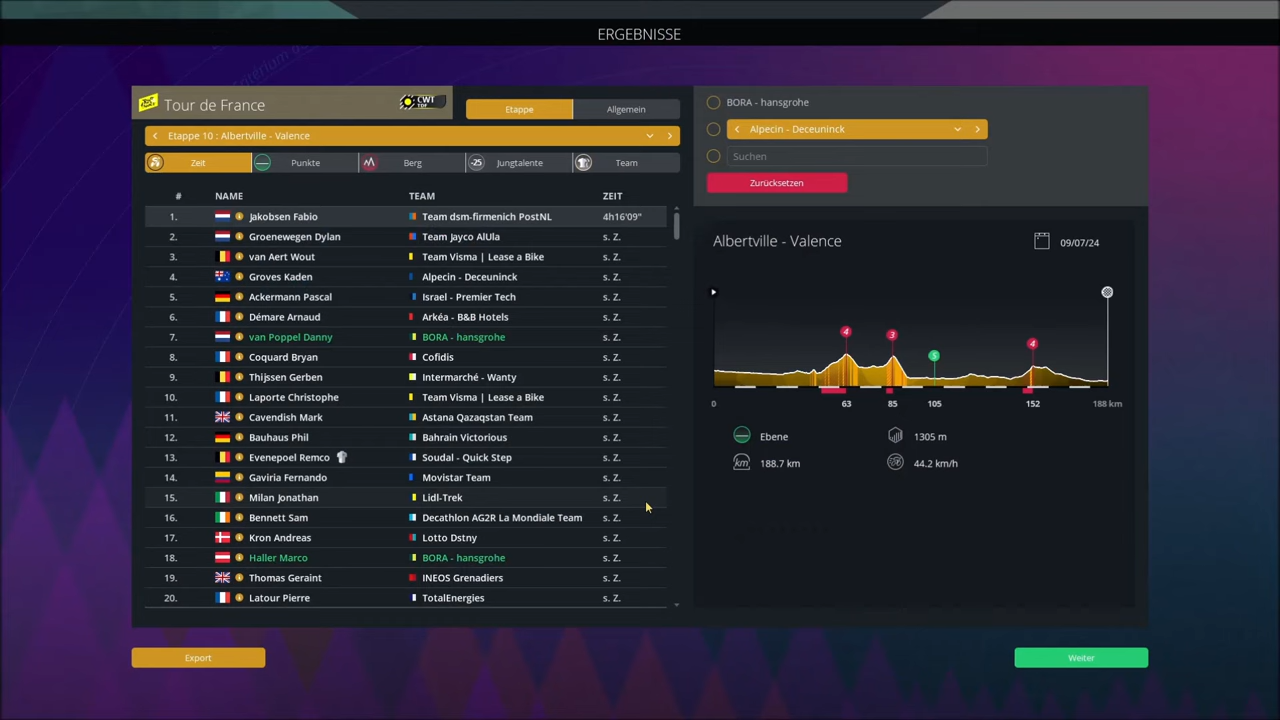 ERGEBNISSE
Tour de France
CWT
TDF
Etappe
Allgemein
Etappe 10 : Albertville - Valence
Zeit
Punkte
Berg
-25
Jungtalente
Team
# NAME TEAM ZEIT
1. Jakobsen Fabio Team dsm-firmenich PostNL 4h16'09"
2. Groenewegen Dylan Team Jayco AlUla s. Z.
3. van Aert Wout Team Visma | Lease a Bike s. Z.
4. Groves Kaden Alpecin - Deceuninck s. Z.
5. Ackermann Pascal Israel - Premier Tech s. Z.
6. Démare Arnaud Arkéa - B&B Hotels s. Z.
7. van Poppel Danny BORA - hansgrohe s. Z.
8. Coquard Bryan Cofidis s. Z.
9. Thijssen Gerben Intermarché - Wanty s. Z.
10. Laporte Christophe Team Visma | Lease a Bike s. Z.
11. Cavendish Mark Astana Qazaqstan Team s. Z.
12. Bauhaus Phil Bahrain Victorious s. Z.
13. Evenepoel Remco Soudal - Quick Step s. Z.
14. Gaviria Fernando Movistar Team s. Z.
15. Milan Jonathan Lidl-Trek s. Z.
16. Bennett Sam Decathlon AG2R La Mondiale Team s. Z.
17. Kron Andreas Lotto Dstny s. Z.
18. Haller Marco BORA - hansgrohe s. Z.
19. Thomas Geraint INEOS Grenadiers s. Z.
20. Latour Pierre TotalEnergies s. Z.
BORA - hansgrohe
Alpecin - Deceuninck
Suchen
Zurücksetzen
Albertville - Valence
09/07/24
4 3 S 4
0 63 85 105 152 188 km
Ebene
1305 m
km
188.7 km
44.2 km/h
Export
Weiter